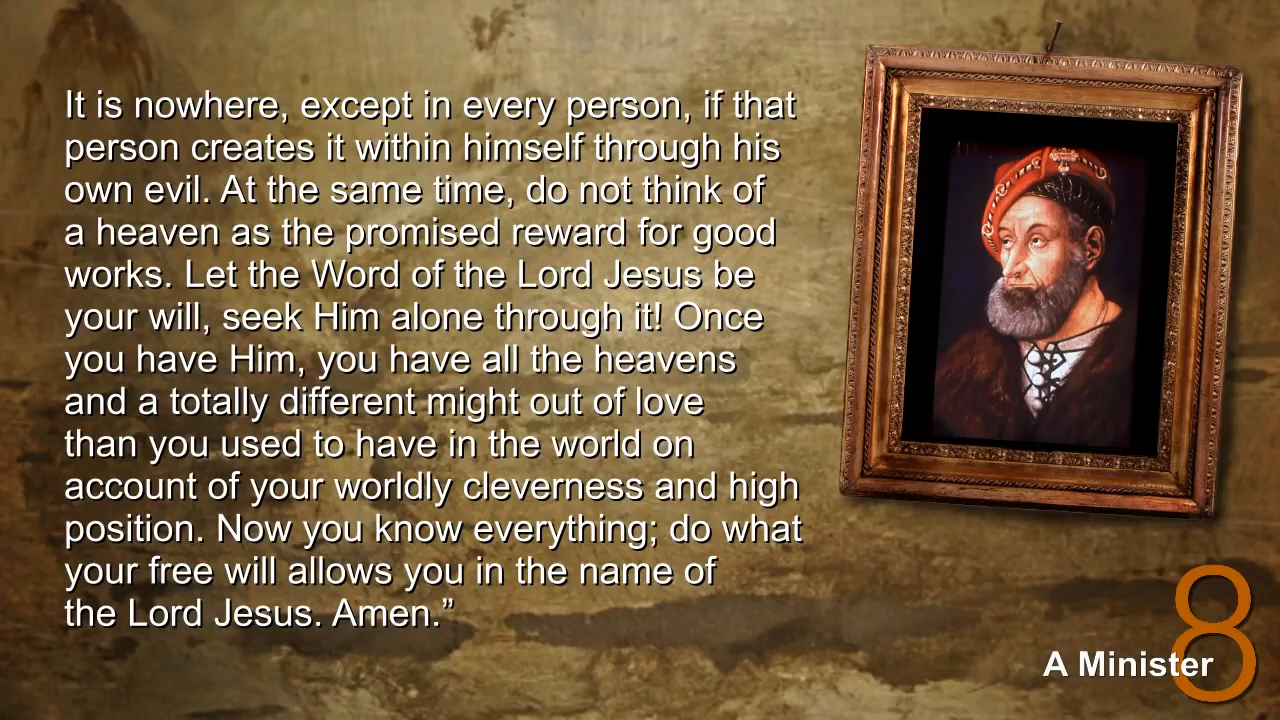 It is nowhere, except in every person, if that
person creates it within himself through his
own evil. At the same time, do not think of
a heaven as the promised reward for good
works. Let the Word of the Lord Jesus be
your will, seek Him alone through it! Once
you have Him, you have all the heavens
and a totally different might out of love
than you used to have in the world on
account of your worldly cleverness and high
position. Now you know everything; do what
your free will allows you in the name of
the Lord Jesus. Amen.”
8
A Minister